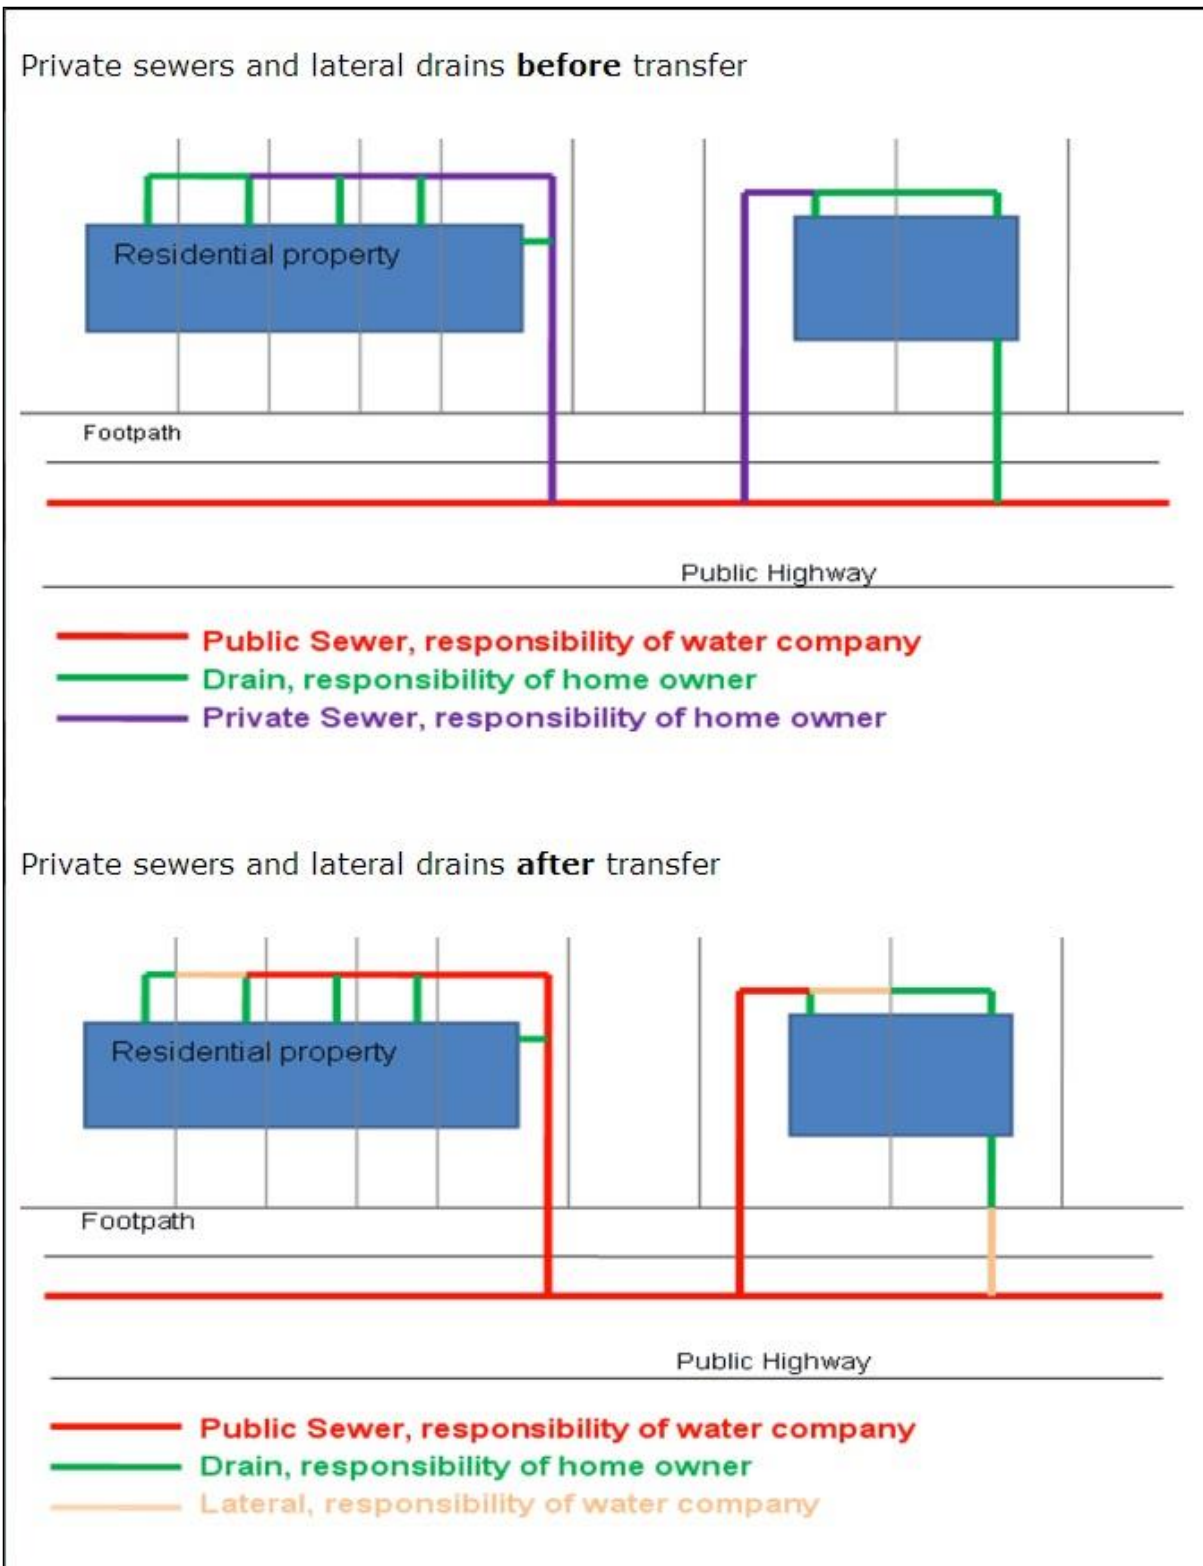 Private sewers and lateral drains before transfer
Residential property
Footpath
Public Highway
Public Sewer, responsibility of water company
Drain, responsibility of home owner
Private Sewer, responsibility of home owner
Private sewers and lateral drains after transfer
Residential property
Footpath
Public Highway
Public Sewer, responsibility of water company
Drain, responsibility of home owner
Lateral, responsibility of water company